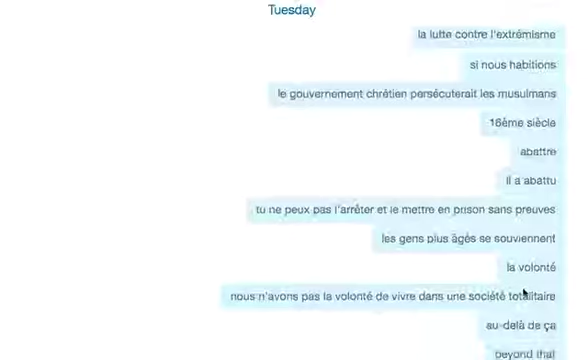 Tuesday
la lutte contre l'extrémisme
si nous habitions
le gouvernement chrétien persécuterait les musulmans
16ème siècle
abattre
il a abattu
tu ne peux pas l'arrêter et le mettre en prison sans preuves
les gens plus âgés se souviennent
la volonté
nous n'avons pas la volonté de vivre dans une société totalitaire
au-delà de ça
beyond that